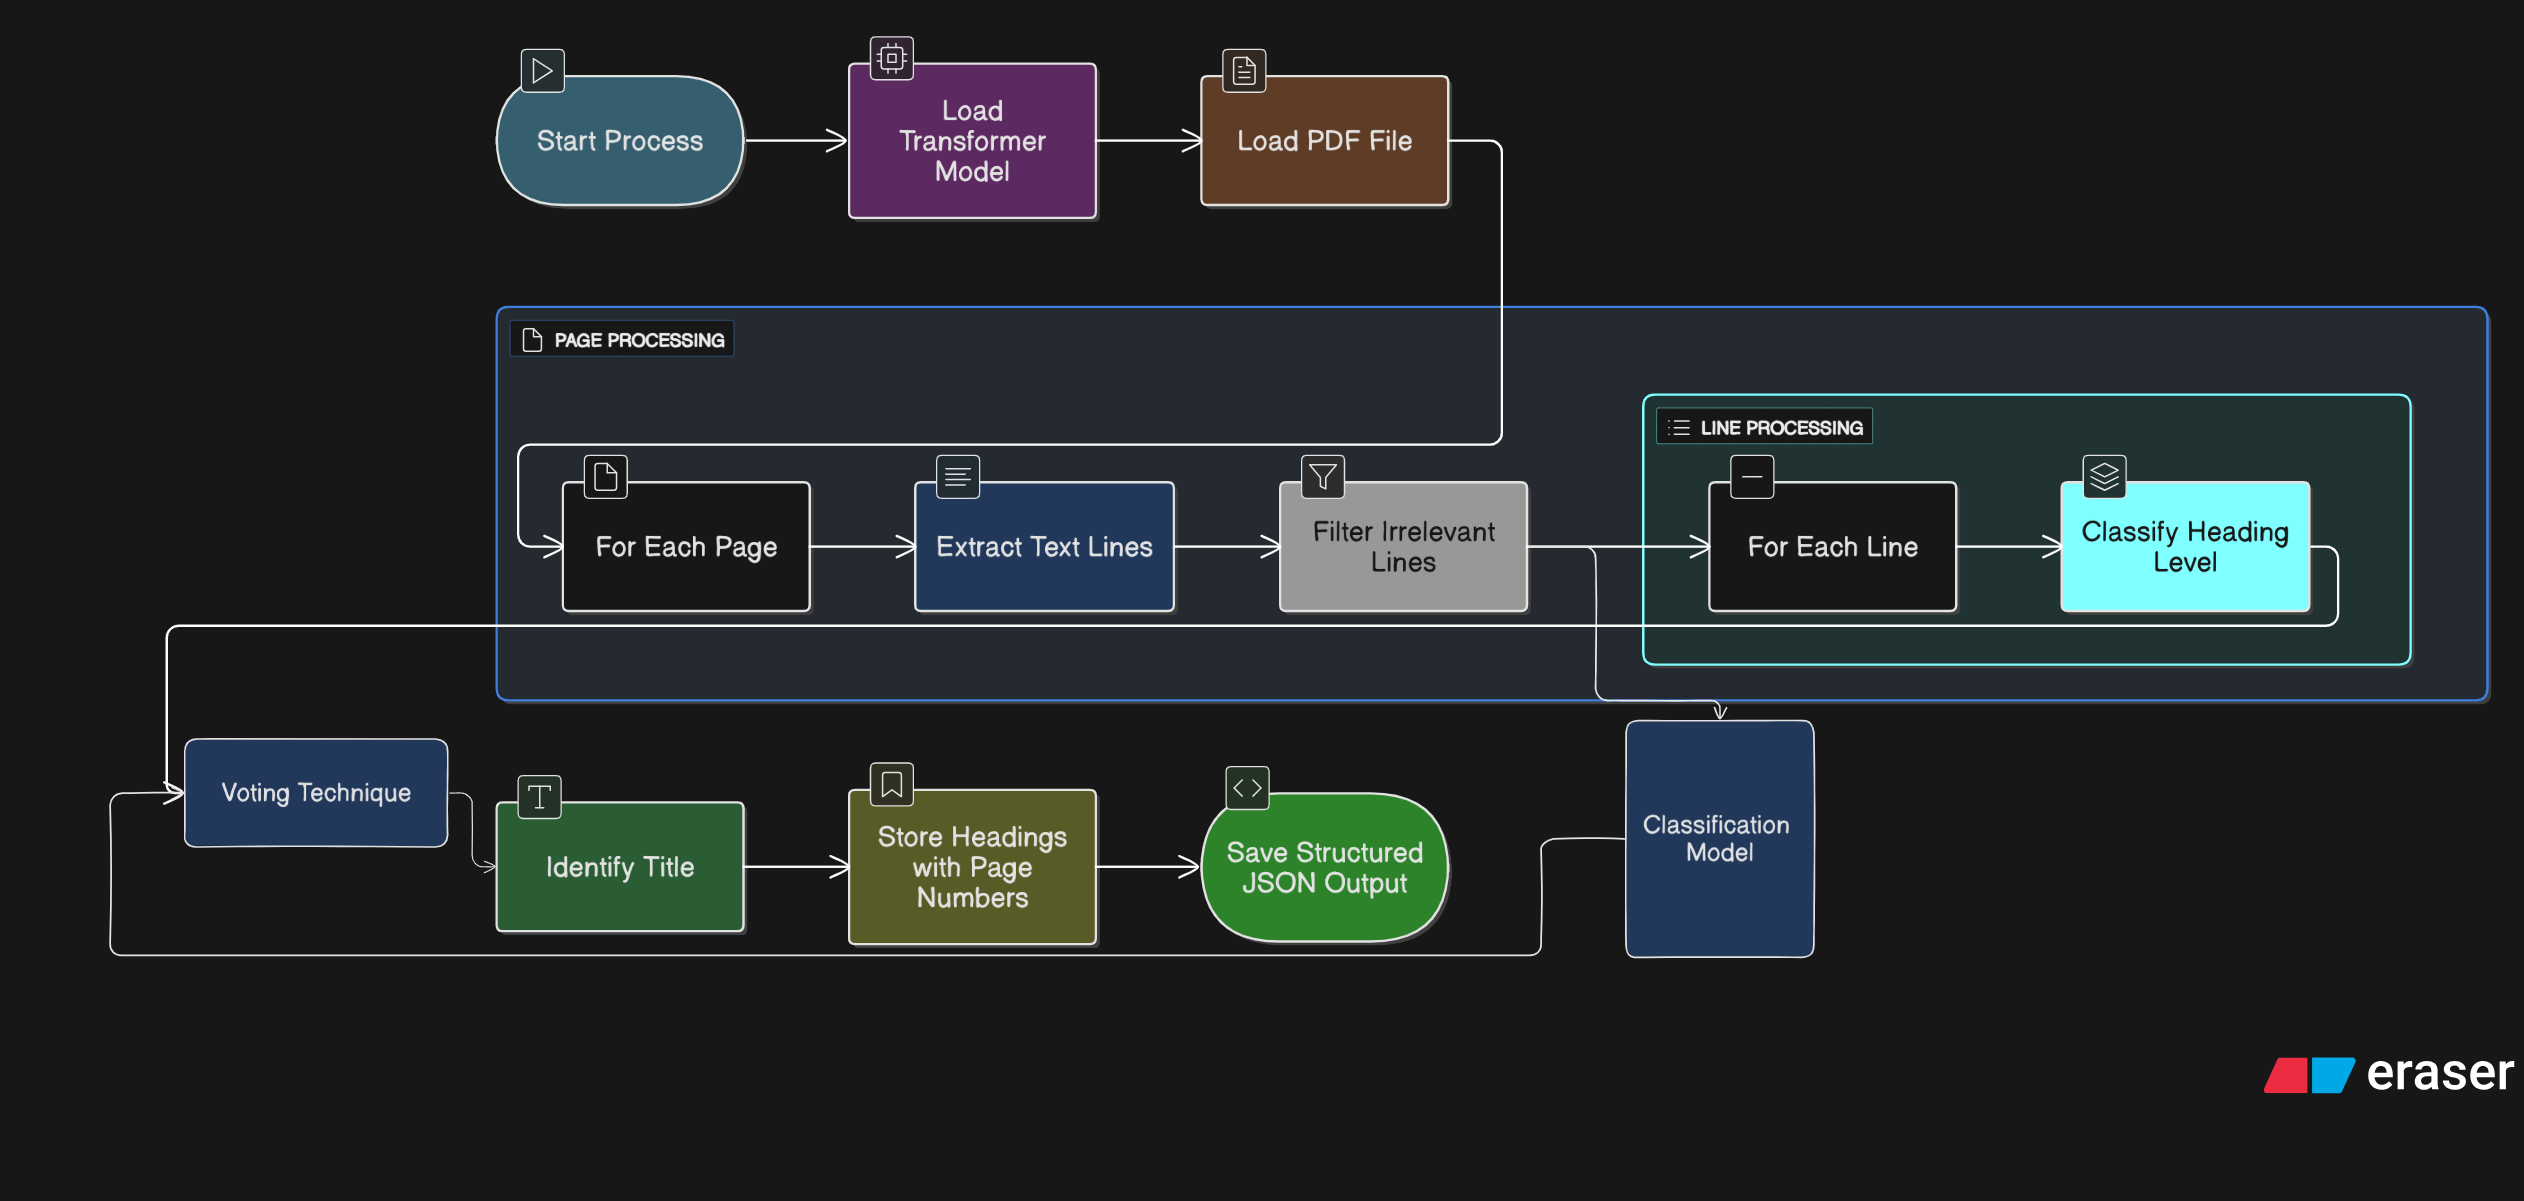 Start Process
Load
Transformer
Model
Load PDF File
PAGE PROCESSING
LINE PROCESSING
For Each Page
Extract Text Lines
Filter Irrelevant
Lines
For Each Line
Classify Heading
Level
Voting Technique
Identify Title
Store Headings
with Page
Numbers
Save Structured
JSON Output
Classification
Model
eraser